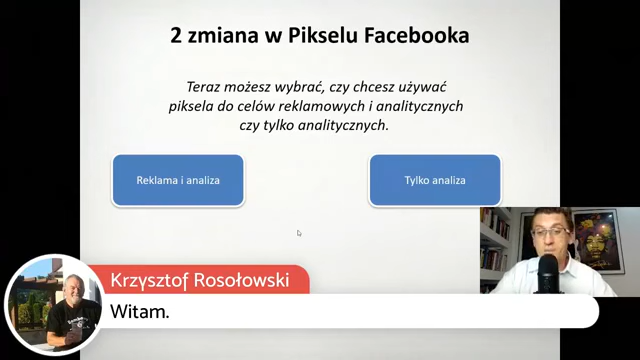 2 zmiana w Pikselu Facebooka
Teraz możesz wybrać, czy chcesz używać
piksela do celów reklamowych i analitycznych
czy tylko analitycznych.
Reklama i analiza
Tylko analiza
Krzysztof Rosołowski
Witam.